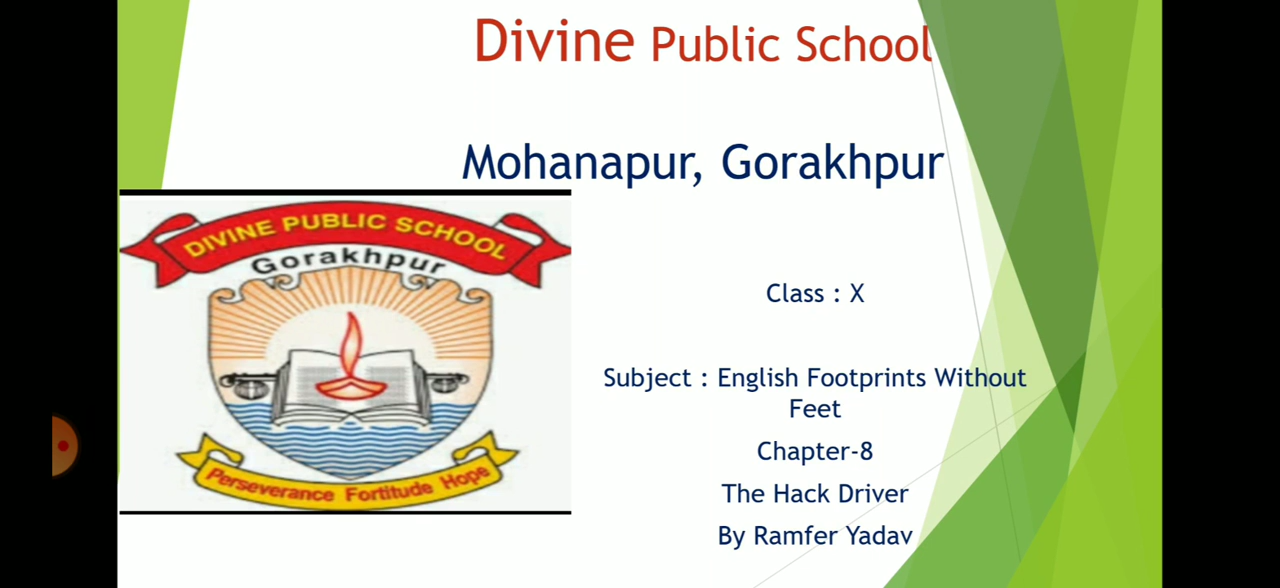 Divine Public School
Mohanapur, Gorakhpur
DIVINE PUBLIC SCHOOL
Gorakhpur
Perseverance Fortitude Hope
Class : X
Subject : English Footprints Without
Feet
Chapter-8
The Hack Driver
By Ramfer Yadav